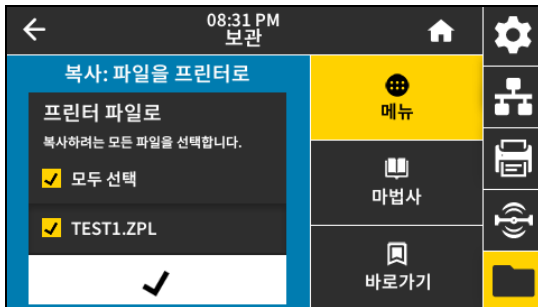 08:31 PM
보관
복사: 파일을 프린터로
프린터 파일로
복사하려는 모든 파일을 선택합니다.
모두 선택
TEST1.ZPL
메뉴
마법사
바로가기